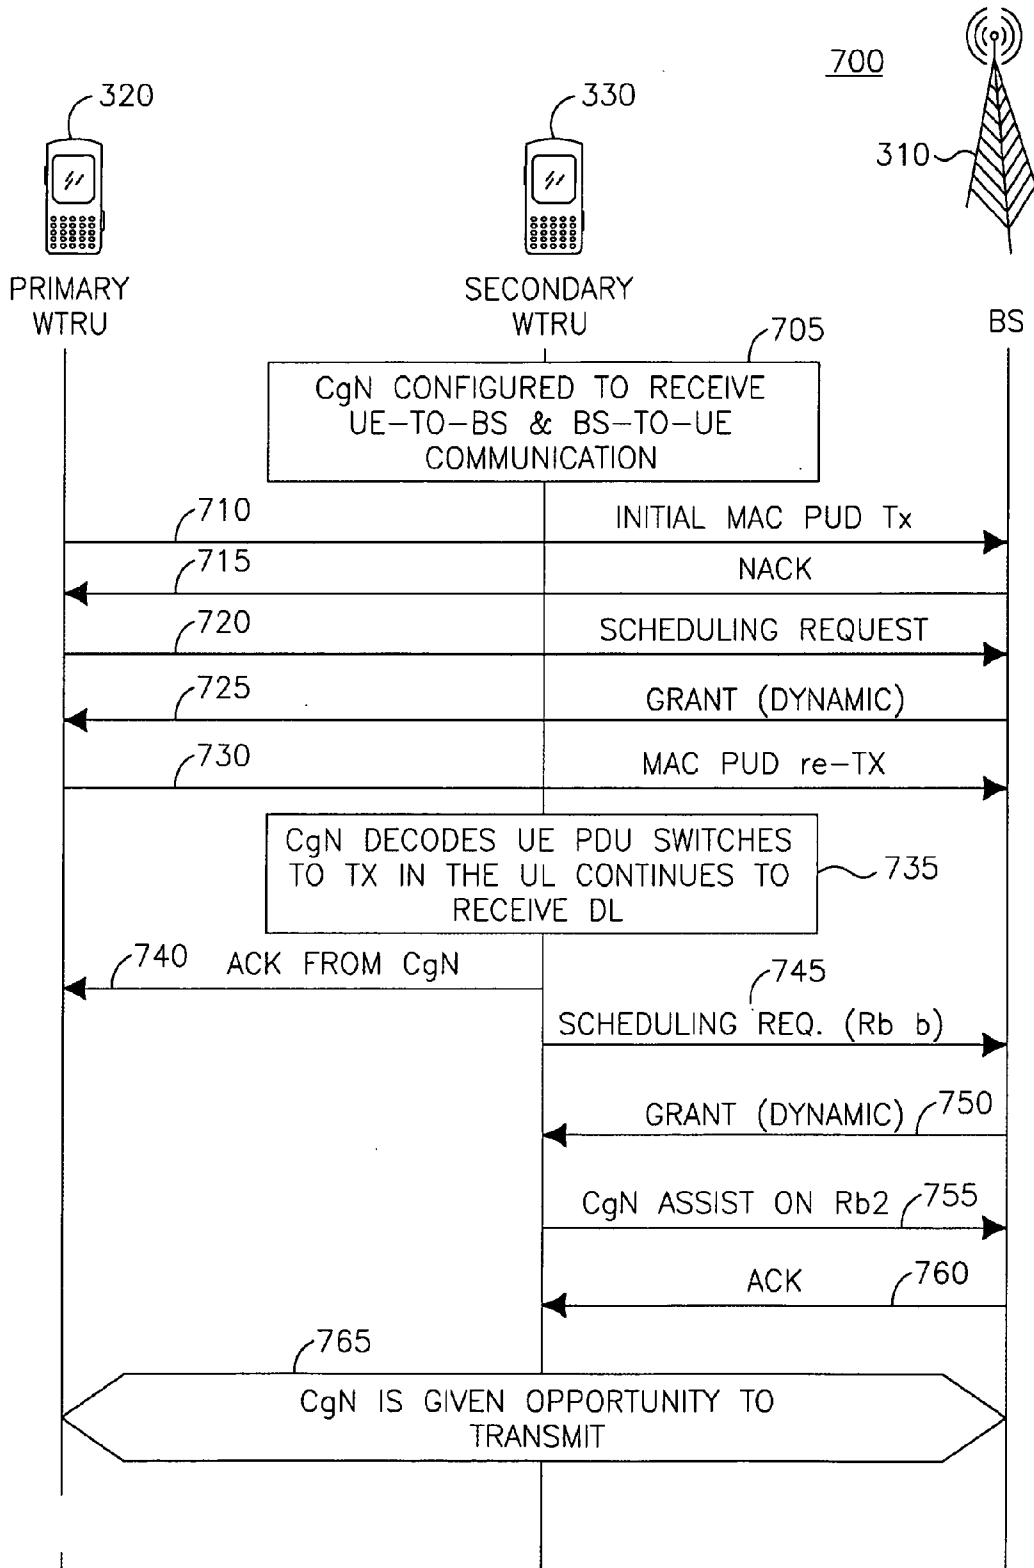 700
320
330
310
PRIMARY
WTRU
SECONDARY
WTRU
BS
705
CgN CONFIGURED TO RECEIVE
UE-TO-BS & BS-TO-UE
COMMUNICATION
710
INITIAL MAC PUD Tx
715
NACK
720
SCHEDULING REQUEST
725
GRANT (DYNAMIC)
730
MAC PUD re-TX
CgN DECODES UE PDU SWITCHES
TO TX IN THE UL CONTINUES TO
RECEIVE DL
735
740
ACK FROM CgN
745
SCHEDULING REQ. (Rb b)
GRANT (DYNAMIC)
750
CgN ASSIST ON Rb2
755
ACK
760
765
CgN IS GIVEN OPPORTUNITY TO
TRANSMIT